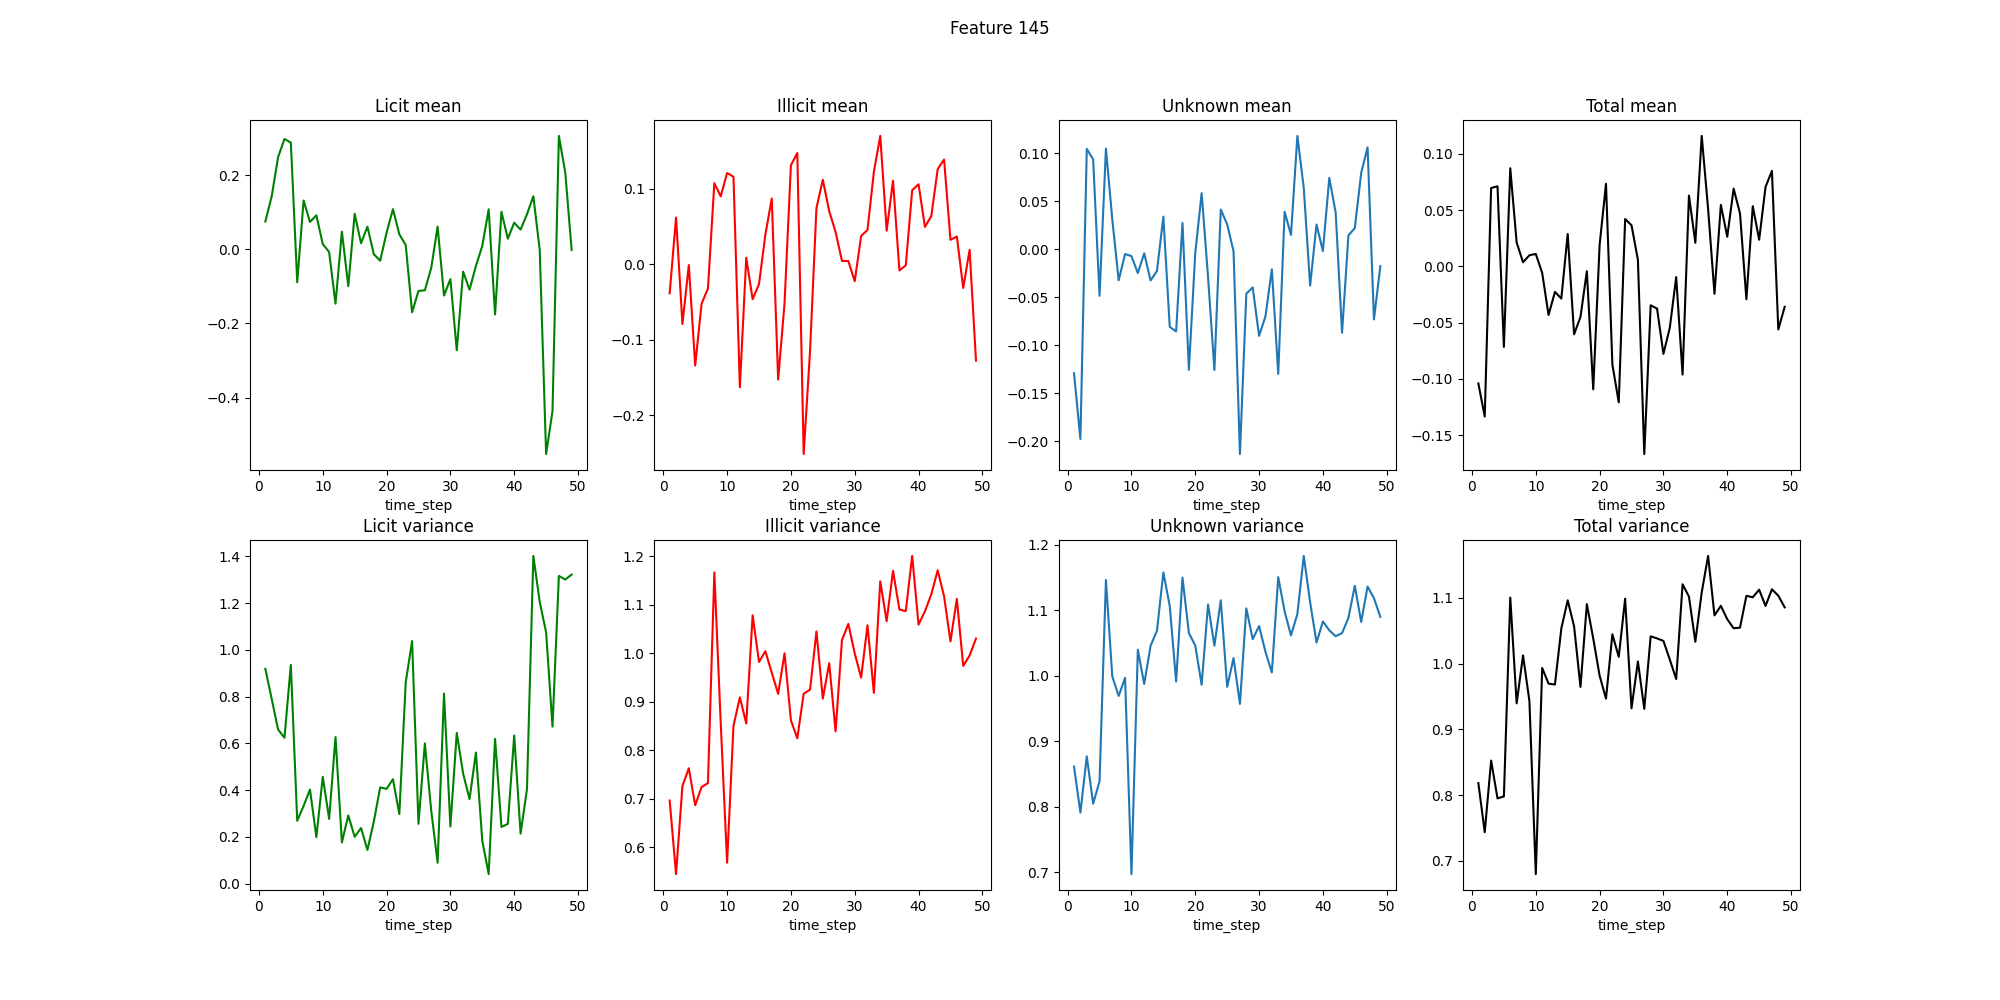 Feature 145
Licit mean
Illicit mean
Unknown mean
Total mean
0.2
0.0
−0.2
−0.4
0 10 20 30 40 50
time_step
0.1
0.0
−0.1
−0.2
0 10 20 30 40 50
time_step
0.10
0.05
0.00
−0.05
−0.10
−0.15
−0.20
0 10 20 30 40 50
time_step
0.10
0.05
0.00
−0.05
−0.10
−0.15
0 10 20 30 40 50
time_step
Licit variance
Illicit variance
Unknown variance
Total variance
1.4
1.2
1.0
0.8
0.6
0.4
0.2
0.0
0 10 20 30 40 50
time_step
1.2
1.1
1.0
0.9
0.8
0.7
0.6
0 10 20 30 40 50
time_step
1.2
1.1
1.0
0.9
0.8
0.7
0 10 20 30 40 50
time_step
1.1
1.0
0.9
0.8
0.7
0 10 20 30 40 50
time_step